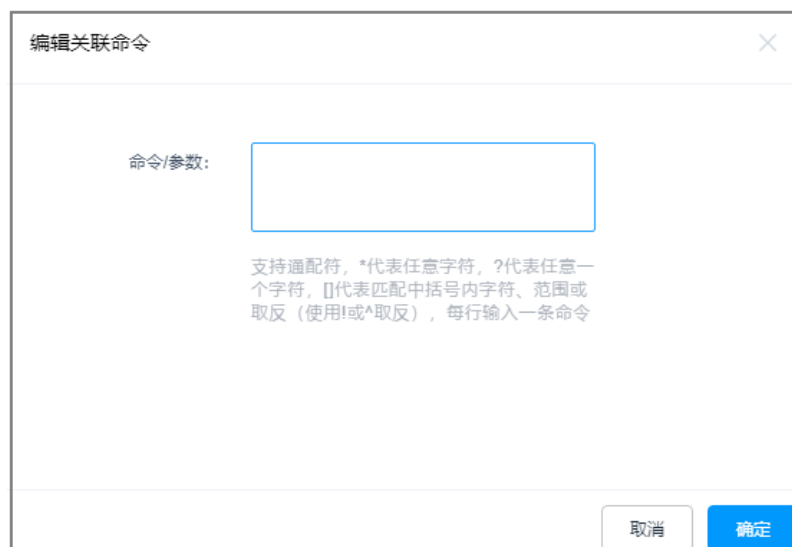 编辑关联命令
命令/参数:
支持通配符，*代表任意字符，?代表任意一
个字符，[]代表匹配中括号内字符、范围或
取反（使用!或^取反），每行输入一条命令
取消
确定